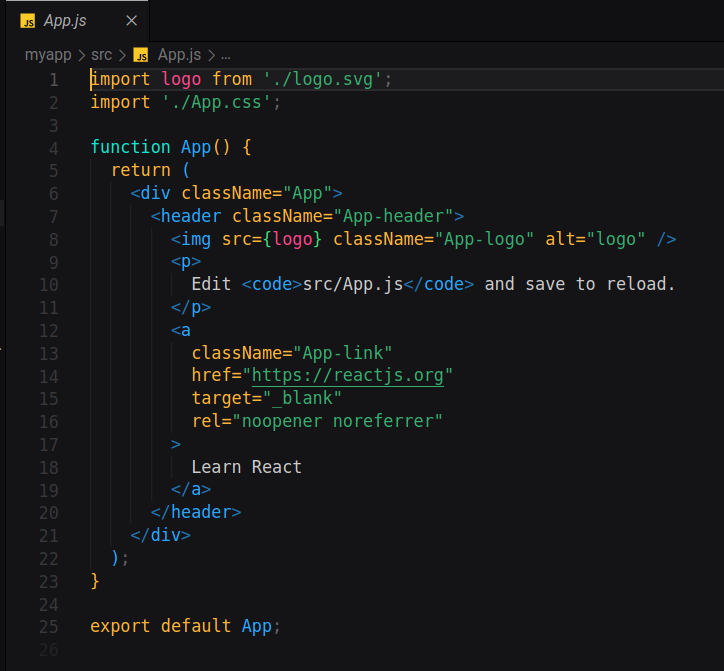 JS App.js ×
myapp > src > JS App.js > ...
1 import logo from './logo.svg';
2 import './App.css';
3
4 function App() {
5   return (
6     <div className="App">
7       <header className="App-header">
8         <img src={logo} className="App-logo" alt="logo" />
9         <p>
10           Edit <code>src/App.js</code> and save to reload.
11         </p>
12         <a
13           className="App-link"
14           href="https://reactjs.org"
15           target="_blank"
16           rel="noopener noreferrer"
17         >
18           Learn React
19         </a>
20       </header>
21     </div>
22   );
23 }
24
25 export default App;
26